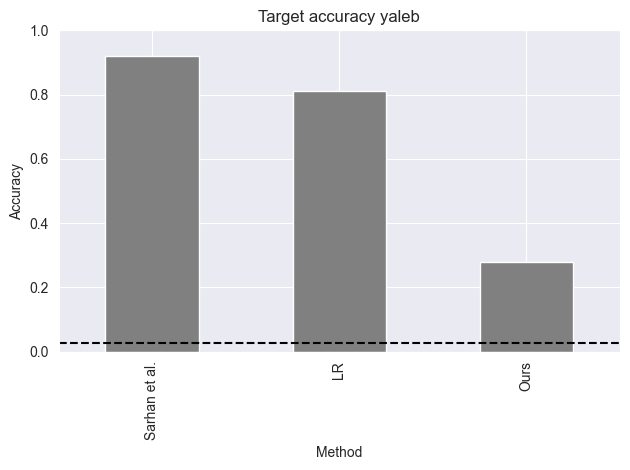 Target accuracy yaleb
1.0
0.8
0.6
0.4
0.2
0.0
Accuracy
Sarhan et al.
LR
Ours
Method